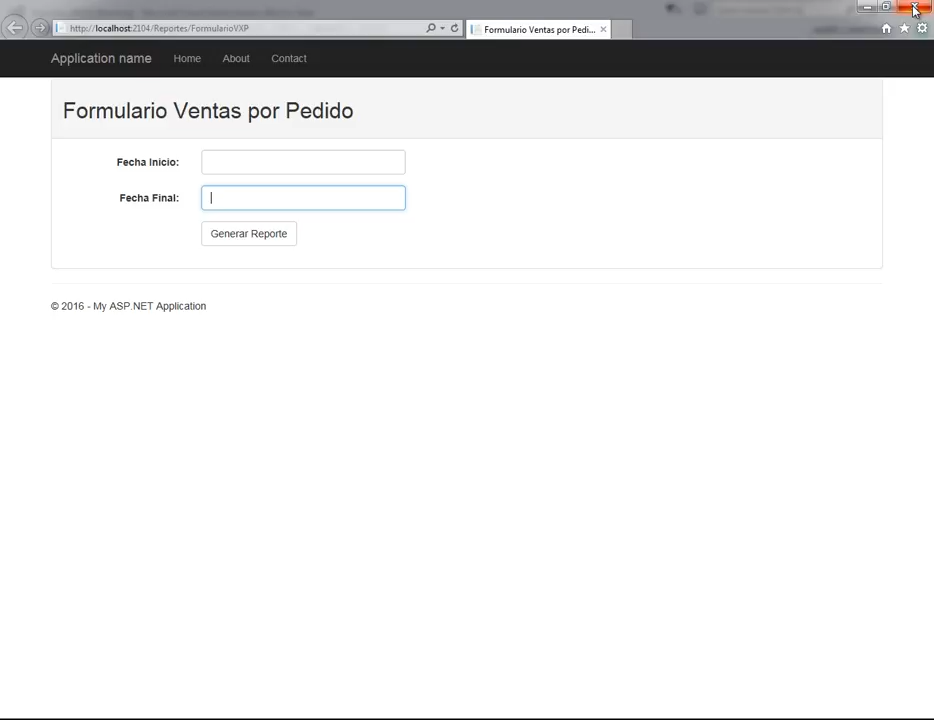 http://localhost:2104/Reportes/FormularioVXP
Formulario Ventas por Pedi...
Application name
Home
About
Contact
Formulario Ventas por Pedido
Fecha Inicio:
Fecha Final:
Generar Reporte
© 2016 - My ASP.NET Application